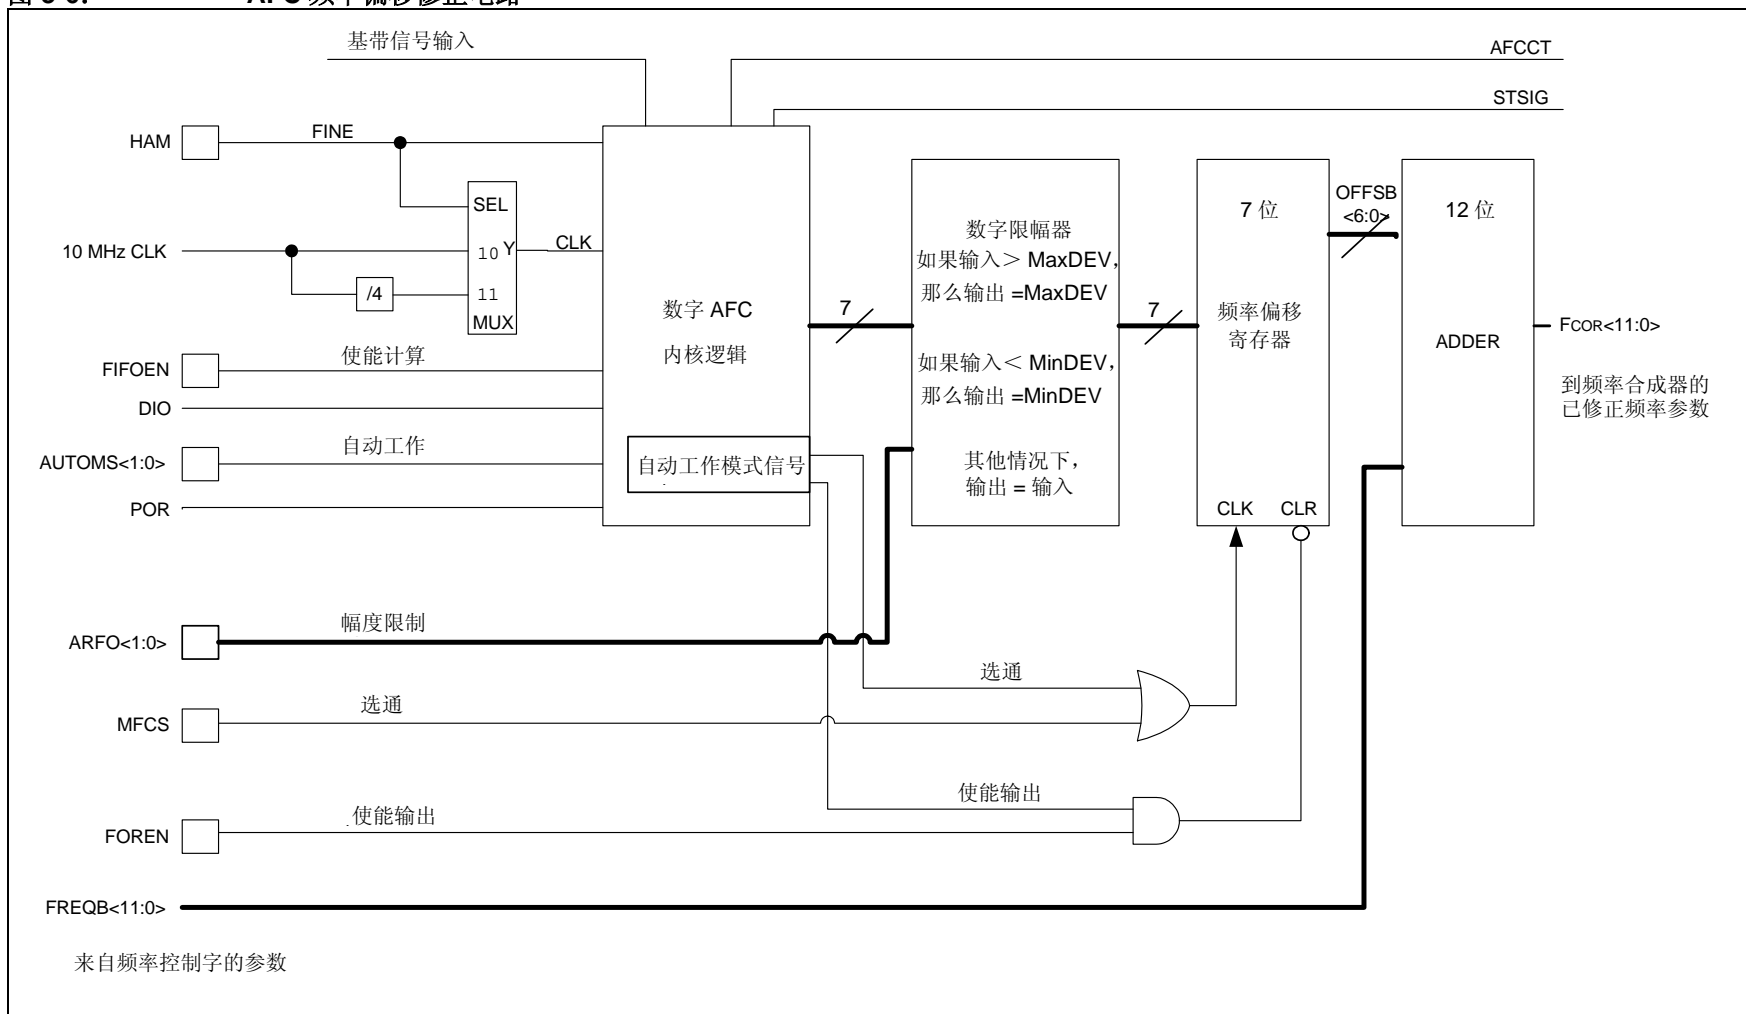 基带信号输入
AFCCT
STSIG
HAM
FINE
SEL
10 MHz CLK
10 Y
CLK
/4
11
MUX
FIFOEN
使能计算
DIO
AUTOMS<1:0>
自动工作
POR
数字 AFC
内核逻辑
自动工作模式信号
7
数字限幅器
如果输入＞ MaxDEV，
那么输出 =MaxDEV
如果输入＜ MinDEV，
那么输出 =MinDEV
其他情况下，
输出 = 输入
7
7 位
频率偏移
寄存器
CLK CLR
OFFSB
<6:0>
12 位
ADDER
FCOR<11:0>
到频率合成器的
已修正频率参数
ARFO<1:0>
幅度限制
选通
MFCS
选通
使能输出
FOREN
使能输出
FREQB<11:0>
来自频率控制字的参数